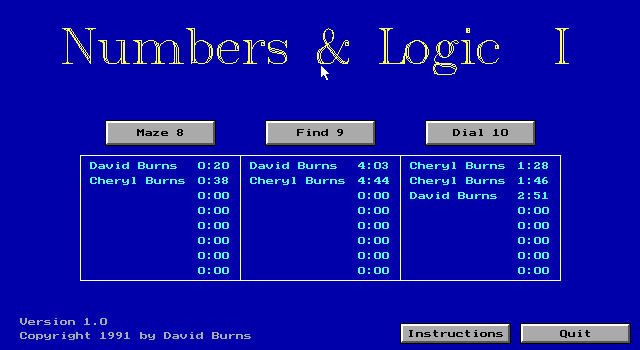 Numbers & Logic I
Maze 8 Find 9 Dial 10
David Burns 0:20 David Burns 4:03 Cheryl Burns 1:28
Cheryl Burns 0:38 Cheryl Burns 4:44 Cheryl Burns 1:46
0:00 0:00 David Burns 2:51
0:00 0:00 0:00
0:00 0:00 0:00
0:00 0:00 0:00
0:00 0:00 0:00
0:00 0:00 0:00
Version 1.0
Copyright 1991 by David Burns
Instructions Quit